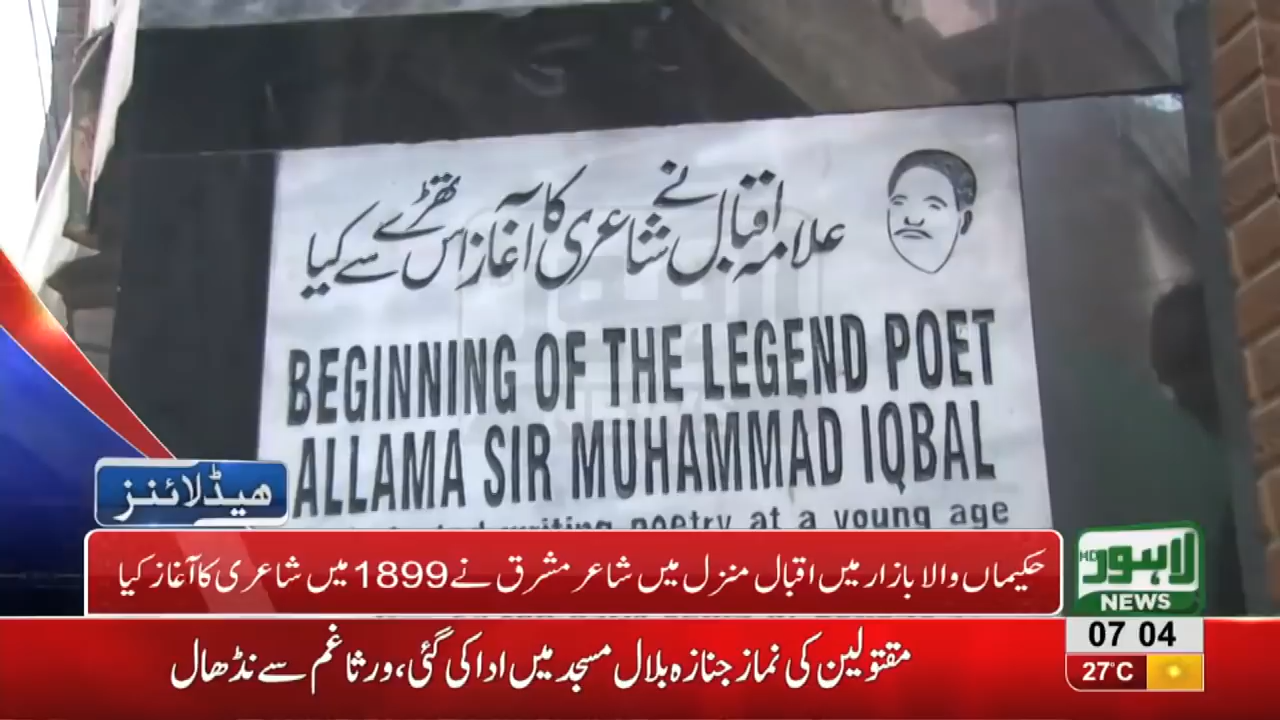 علامہ اقبال نے شاعری کا آغاز اس تھڑے سے کیا
BEGINNING OF THE LEGEND POET
ALLAMA SIR MUHAMMAD IQBAL
writing poetry at a young age
ھیڈلائنز
حکیماں والا بازار میں اقبال منزل میں شاعر مشرق نے 1899 میں شاعری کا آغاز کیا
HD
لاہور
NEWS
07 04
27°C
مقتولین کی نماز جنازہ بلال مسجد میں ادا کی گئی، ورثا غم سے نڈھال